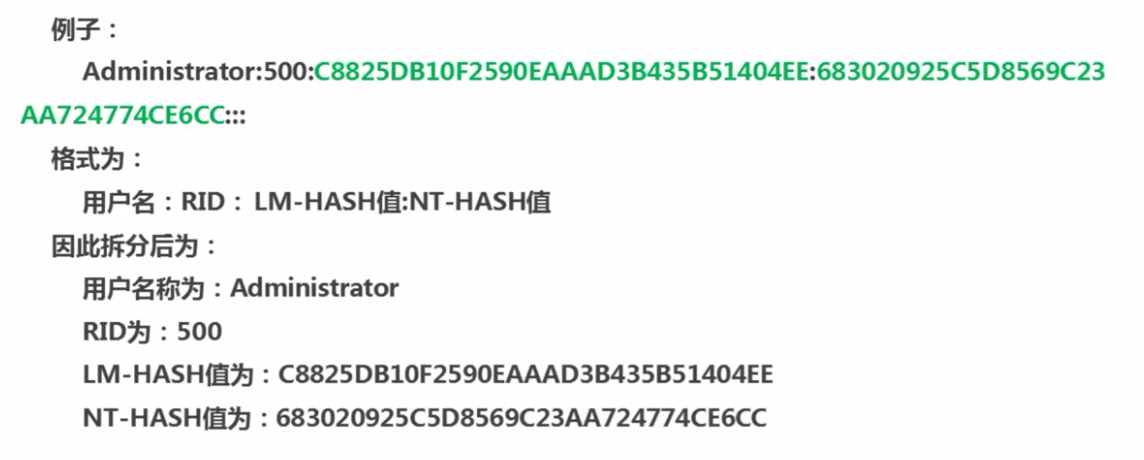 例子：
Administrator:500:C8825DB10F2590EAAAD3B435B51404EE:683020925C5D8569C23
AA724774CE6CC:::
格式为：
用户名：RID： LM-HASH值:NT-HASH值
因此拆分后为：
用户名称为：Administrator
RID为：500
LM-HASH值为：C8825DB10F2590EAAAD3B435B51404EE
NT-HASH值为：683020925C5D8569C23AA724774CE6CC